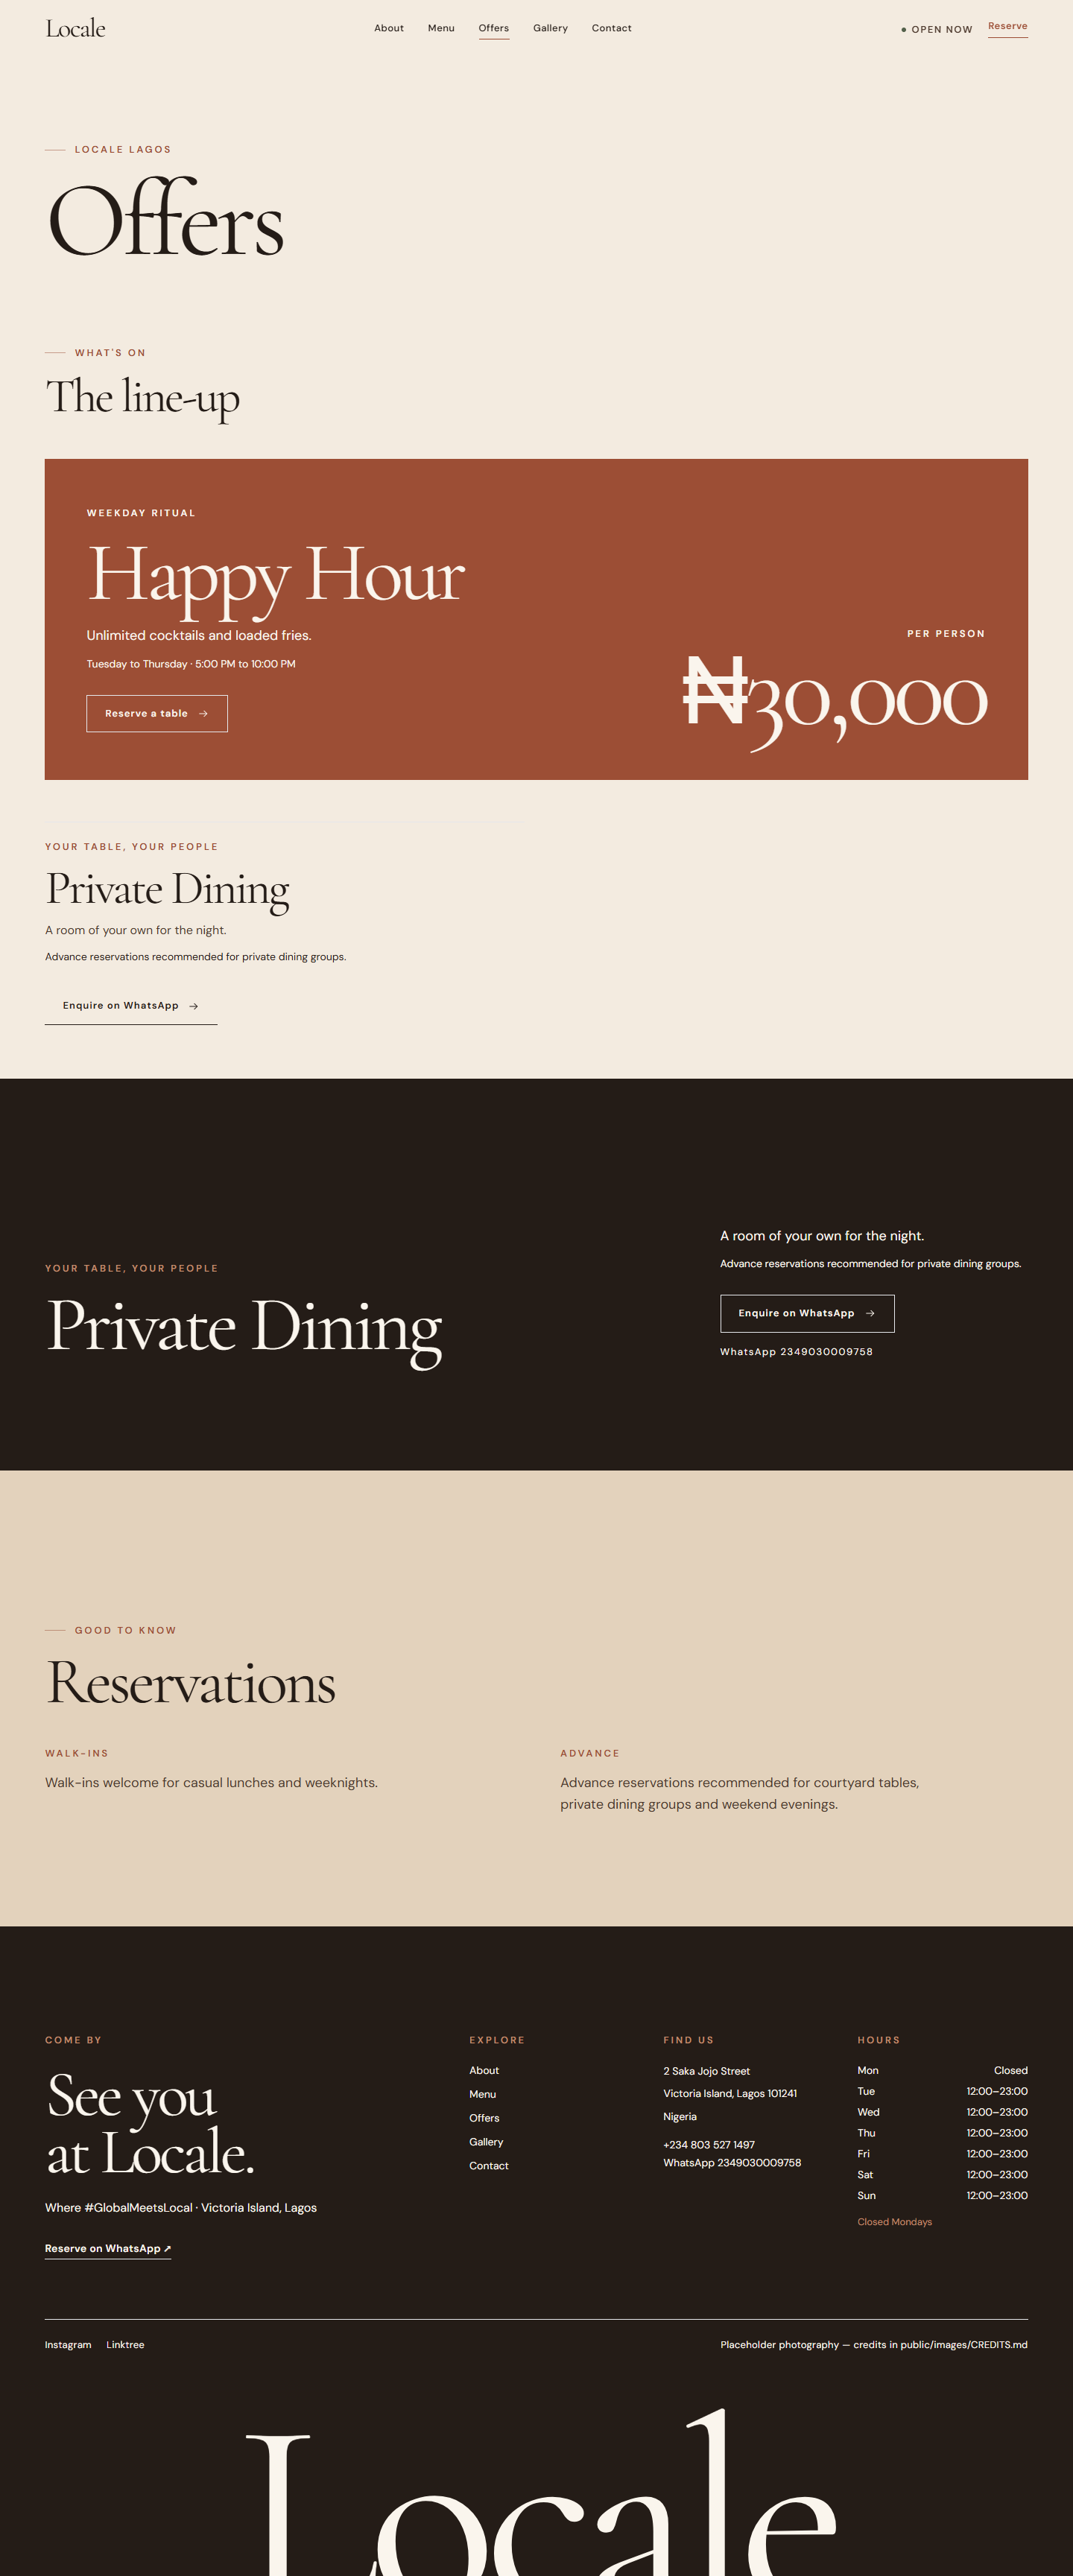 Locale
About
Menu
Offers
Gallery
Contact
OPEN NOW
Reserve
LOCALE LAGOS
Offers
WHAT'S ON
The line-up
WEEKDAY RITUAL
Happy Hour
Unlimited cocktails and loaded fries.
Tuesday to Thursday · 5:00 PM to 10:00 PM
Reserve a table →
PER PERSON
₦30,000
YOUR TABLE, YOUR PEOPLE
Private Dining
A room of your own for the night.
Advance reservations recommended for private dining groups.
Enquire on WhatsApp →
YOUR TABLE, YOUR PEOPLE
Private Dining
A room of your own for the night.
Advance reservations recommended for private dining groups.
Enquire on WhatsApp →
WhatsApp 2349030009758
GOOD TO KNOW
Reservations
WALK-INS
Walk-ins welcome for casual lunches and weeknights.
ADVANCE
Advance reservations recommended for courtyard tables,
private dining groups and weekend evenings.
COME BY
See you
at Locale.
Where #GlobalMeetsLocal · Victoria Island, Lagos
Reserve on WhatsApp ↗
EXPLORE
About
Menu
Offers
Gallery
Contact
FIND US
2 Saka Jojo Street
Victoria Island, Lagos 101241
Nigeria
+234 803 527 1497
WhatsApp 2349030009758
HOURS
Mon Closed
Tue 12:00–23:00
Wed 12:00–23:00
Thu 12:00–23:00
Fri 12:00–23:00
Sat 12:00–23:00
Sun 12:00–23:00
Closed Mondays
Instagram Linktree
Placeholder photography — credits in public/images/CREDITS.md
Locale